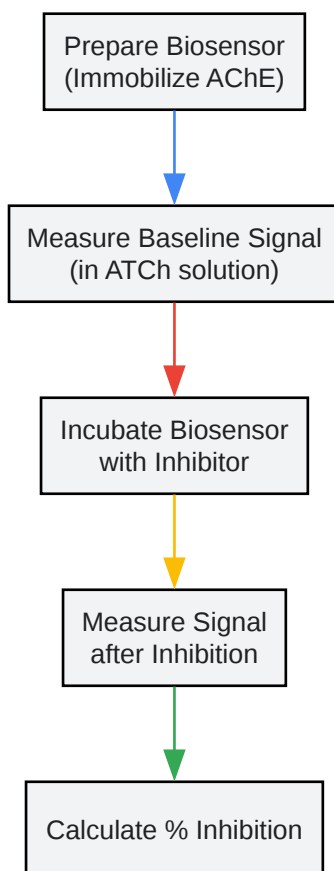 Prepare Biosensor
(Immobilize AChE)
Measure Baseline Signal
(in ATCh solution)
Incubate Biosensor
with Inhibitor
Measure Signal
after Inhibition
Calculate % Inhibition